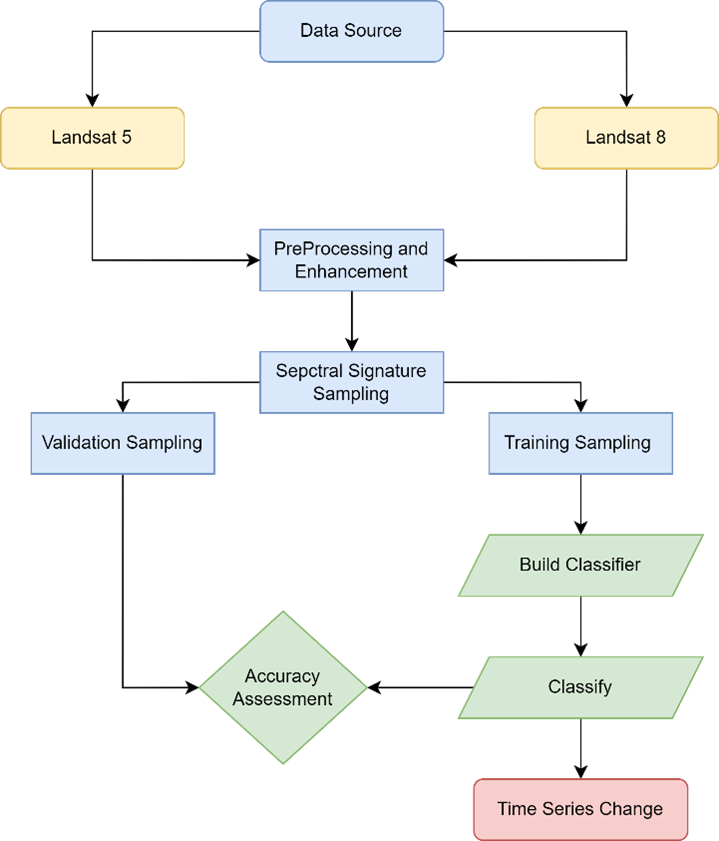 Data Source
Landsat 5
Landsat 8
PreProcessing and
Enhancement
Sepctral Signature
Sampling
Validation Sampling
Training Sampling
Build Classifier
Accuracy
Assessment
Classify
Time Series Change